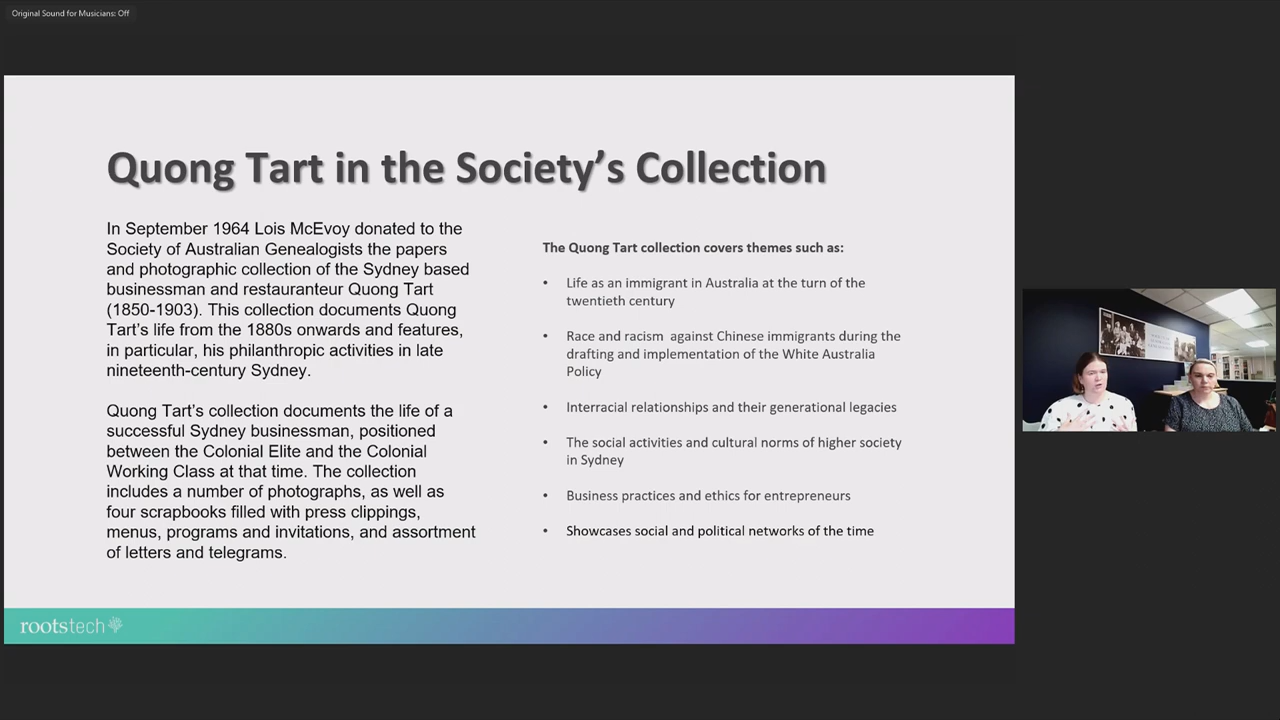 Original Sound for Musicians: Off
Quong Tart in the Society's Collection
In September 1964 Lois McEvoy donated to the
Society of Australian Genealogists the papers
and photographic collection of the Sydney based
businessman and restauranteur Quong Tart
(1850-1903). This collection documents Quong
Tart's life from the 1880s onwards and features,
in particular, his philanthropic activities in late
nineteenth-century Sydney.
Quong Tart's collection documents the life of a
successful Sydney businessman, positioned
between the Colonial Elite and the Colonial
Working Class at that time. The collection
includes a number of photographs, as well as
four scrapbooks filled with press clippings,
menus, programs and invitations, and assortment
of letters and telegrams.
The Quong Tart collection covers themes such as:
• Life as an immigrant in Australia at the turn of the
twentieth century
• Race and racism  against Chinese immigrants during the
drafting and implementation of the White Australia
Policy
• Interracial relationships and their generational legacies
• The social activities and cultural norms of higher society
in Sydney
• Business practices and ethics for entrepreneurs
• Showcases social and political networks of the time
rootstech